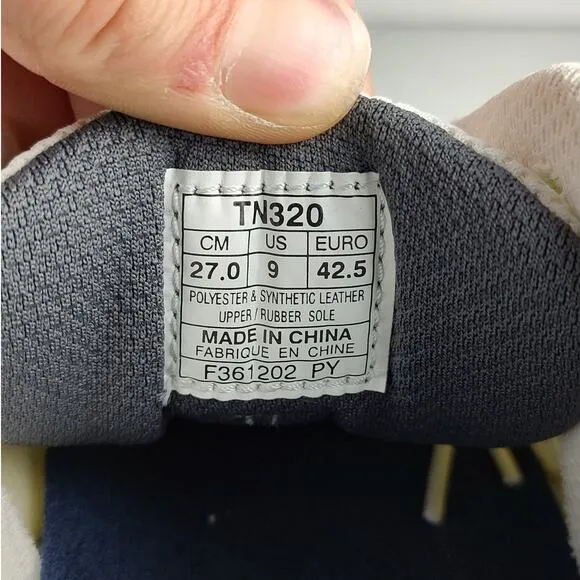 TN320
CM US EURO
27.0 9 42.5
POLYESTER & SYNTHETIC LEATHER
UPPER / RUBBER SOLE
MADE IN CHINA
FABRIQUE EN CHINE
F361202 PY